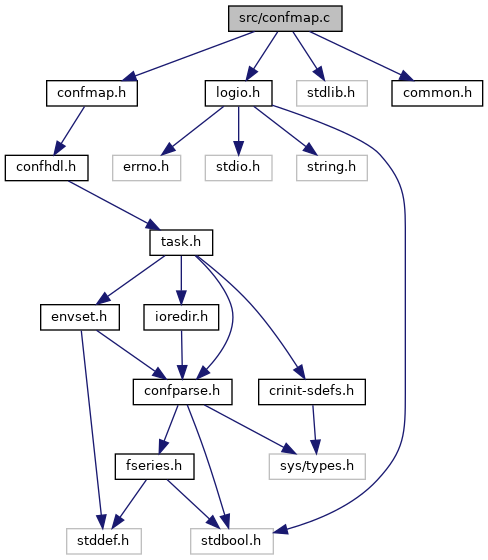 src/confmap.c
confmap.h
logio.h
stdlib.h
common.h
confhdl.h
errno.h
stdio.h
string.h
task.h
envset.h
ioredir.h
confparse.h
crinit-sdefs.h
fseries.h
sys/types.h
stddef.h
stdbool.h